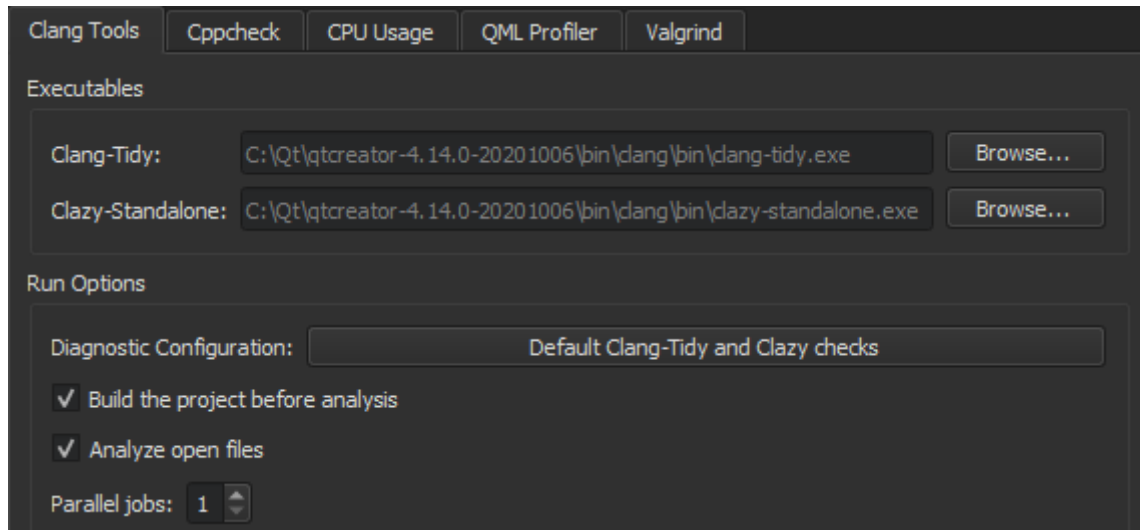 Clang Tools Cppcheck CPU Usage QML Profiler Valgrind
Executables
Clang-Tidy: C:\Qt\qtcreator-4.14.0-20201006\bin\clang\bin\clang-tidy.exe Browse...
Clazy-Standalone: C:\Qt\qtcreator-4.14.0-20201006\bin\clang\bin\clazy-standalone.exe Browse...
Run Options
Diagnostic Configuration: Default Clang-Tidy and Clazy checks
Build the project before analysis
Analyze open files
Parallel jobs: 1